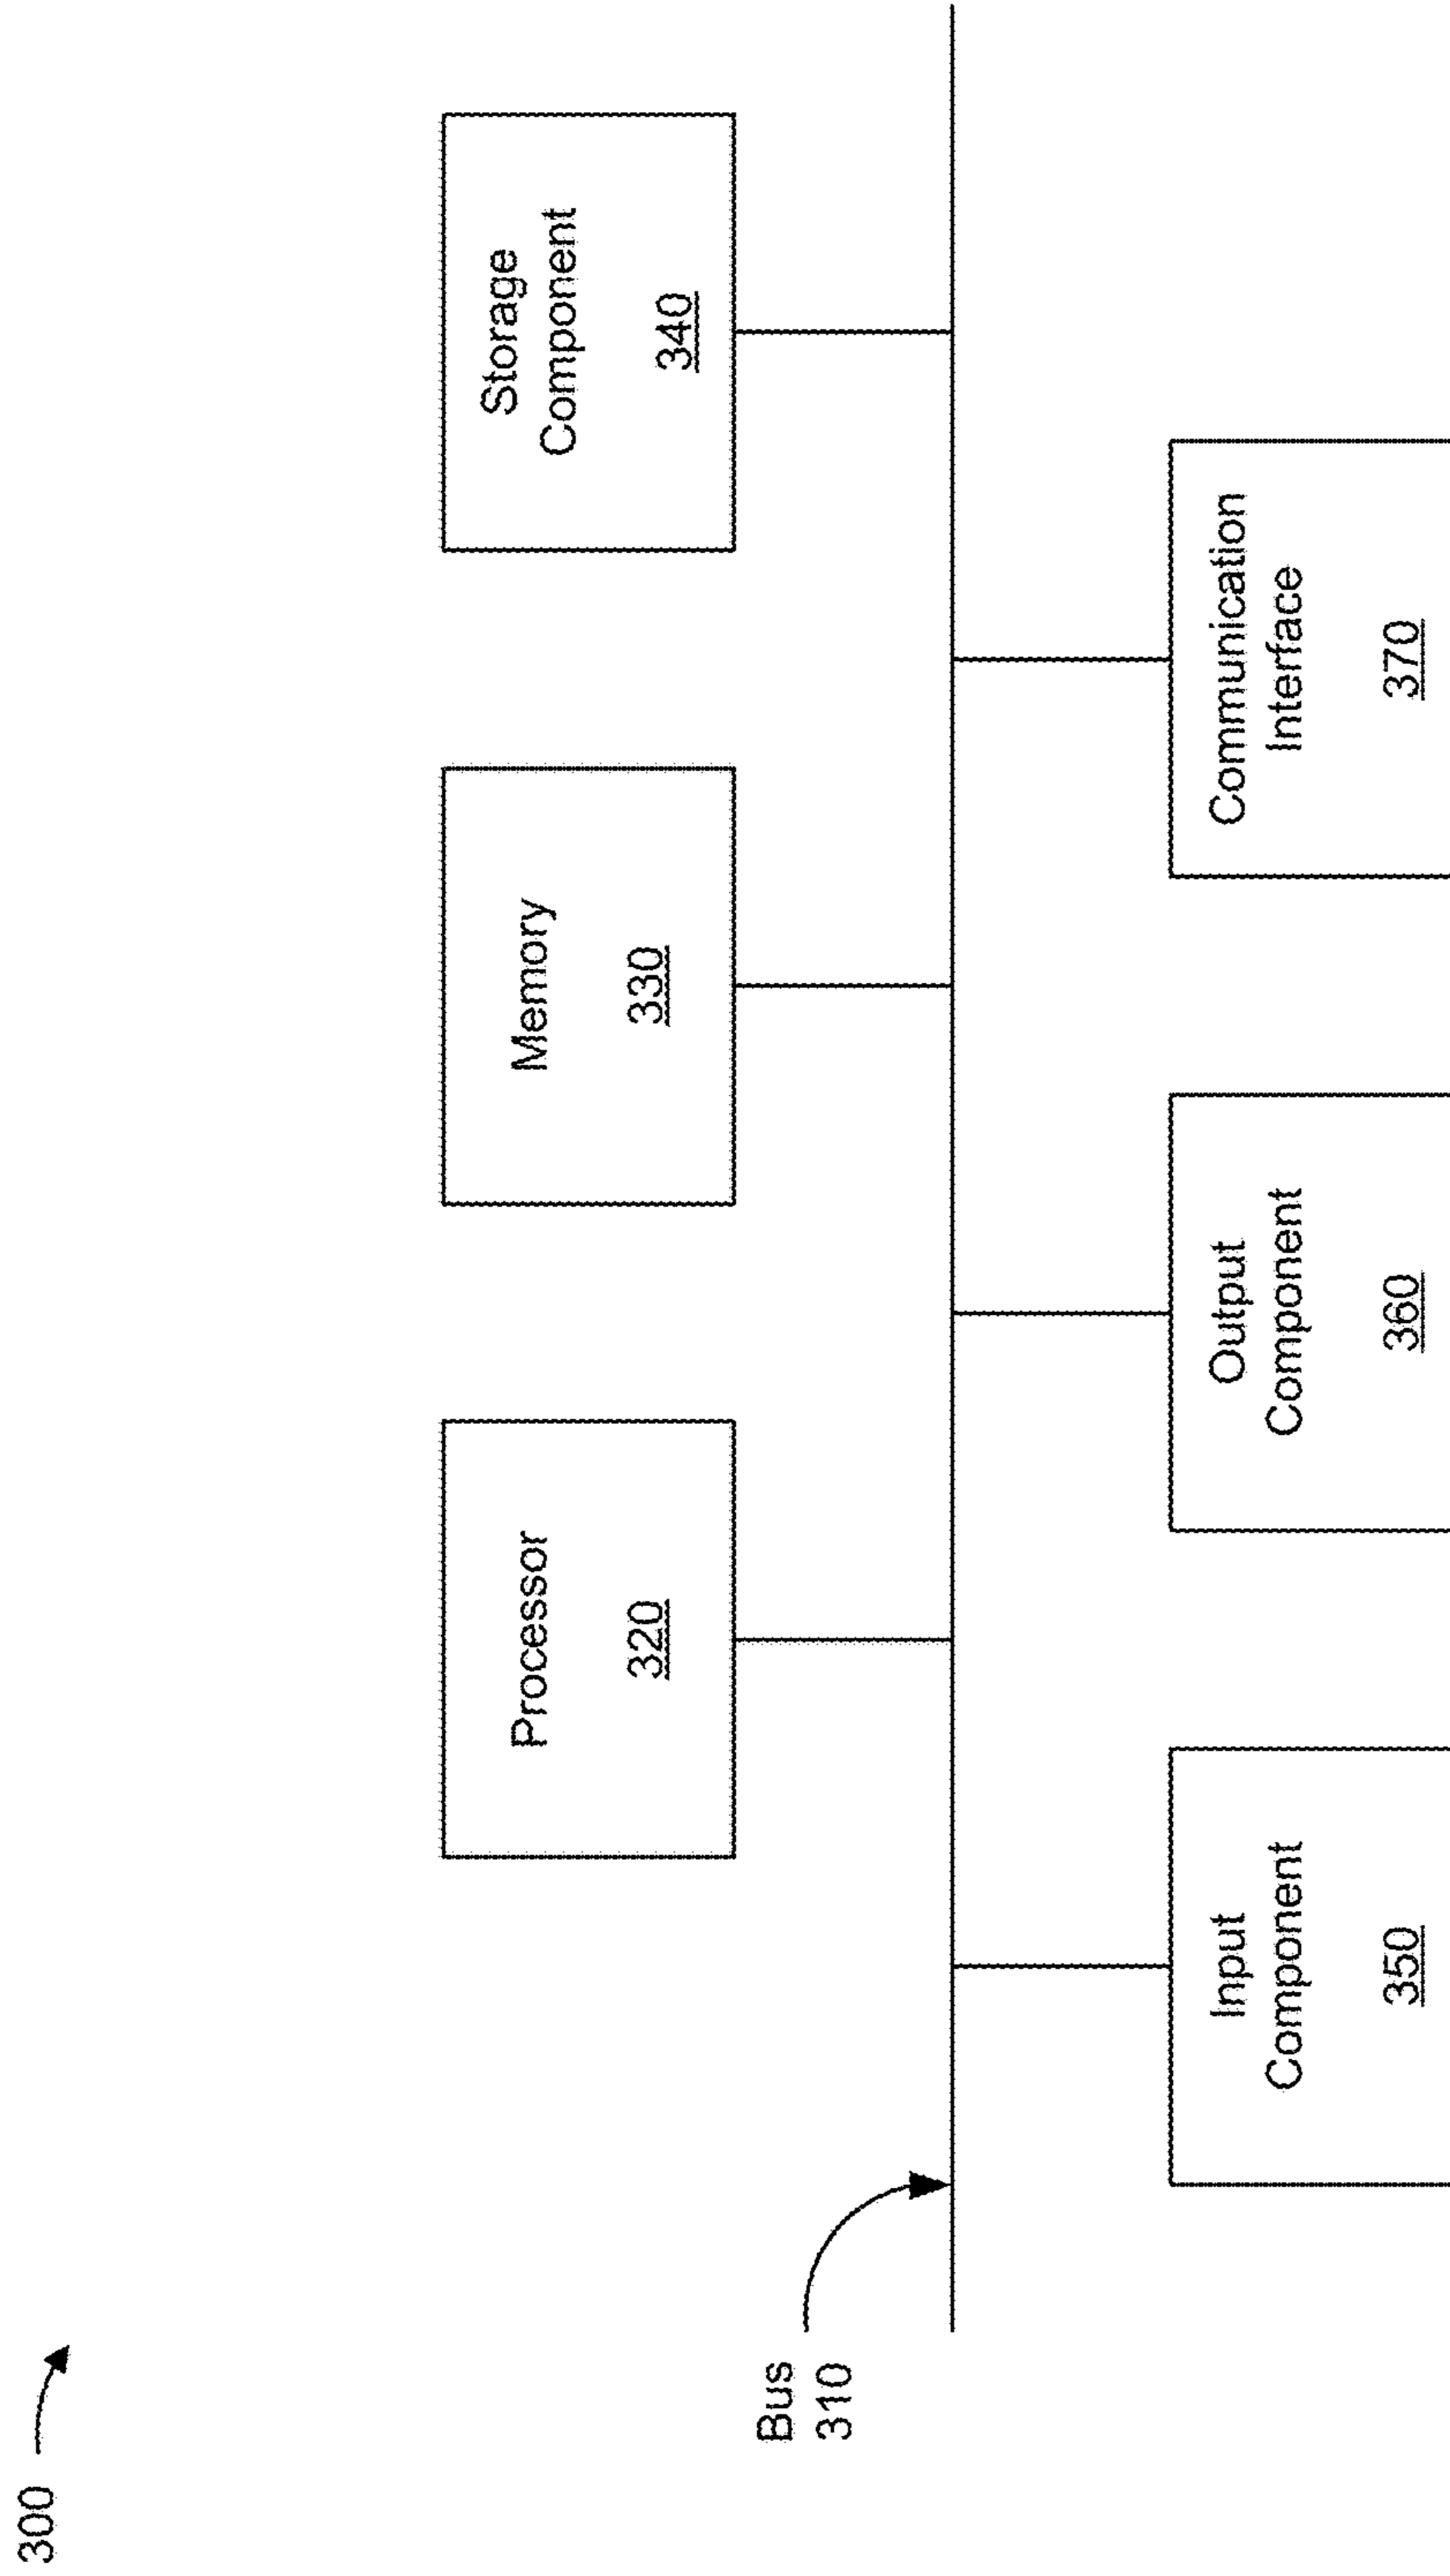 300
Processor
320
Memory
330
Storage
Component
340
Bus
310
Input
Component
350
Output
Component
360
Communication
Interface
370